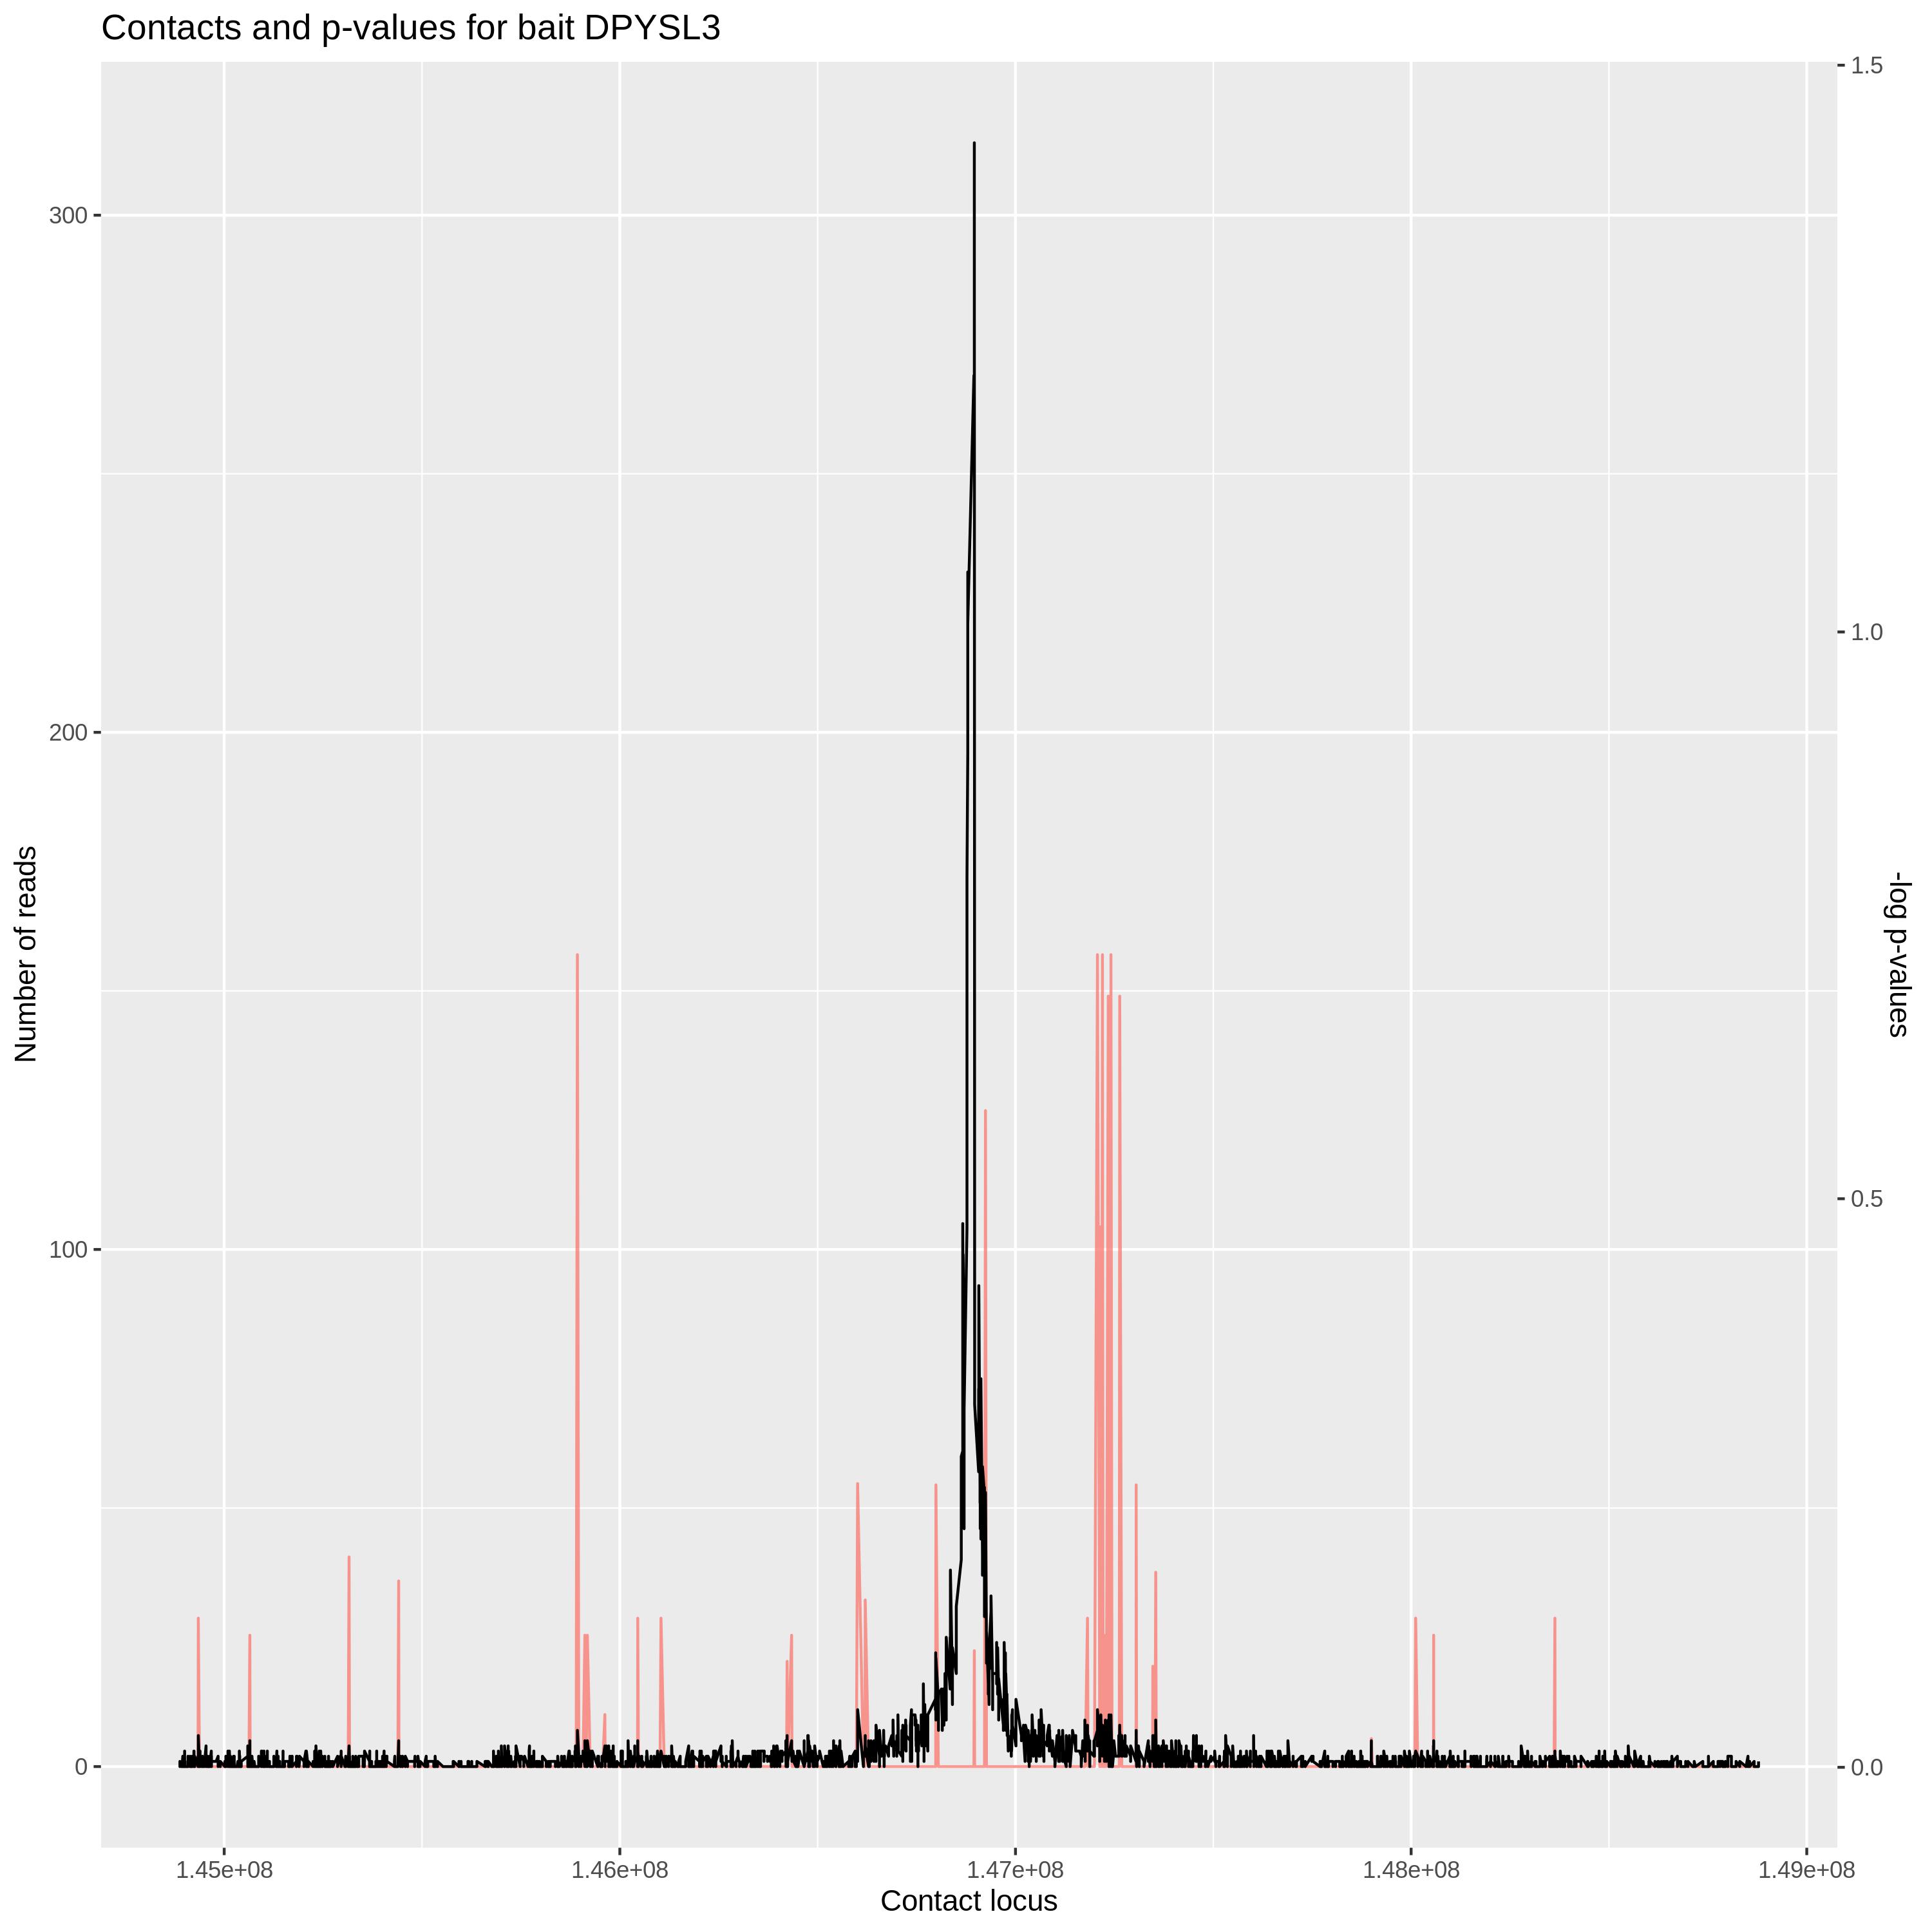 Contacts and p-values for bait DPYSL3
1.5
300
1.0
200
Number of reads
-log p-values
0.5
100
0
0.0
1.45e+08
1.46e+08
1.47e+08
1.48e+08
1.49e+08
Contact locus